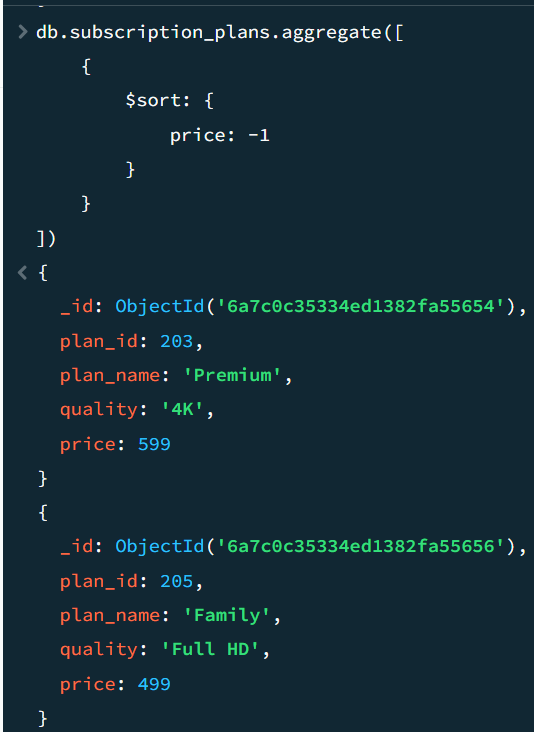 > db.subscription_plans.aggregate([
{
$sort: {
price: -1
}
}
])
< {
_id: ObjectId('6a7c0c35334ed1382fa55654'),
plan_id: 203,
plan_name: 'Premium',
quality: '4K',
price: 599
}
{
_id: ObjectId('6a7c0c35334ed1382fa55656'),
plan_id: 205,
plan_name: 'Family',
quality: 'Full HD',
price: 499
}